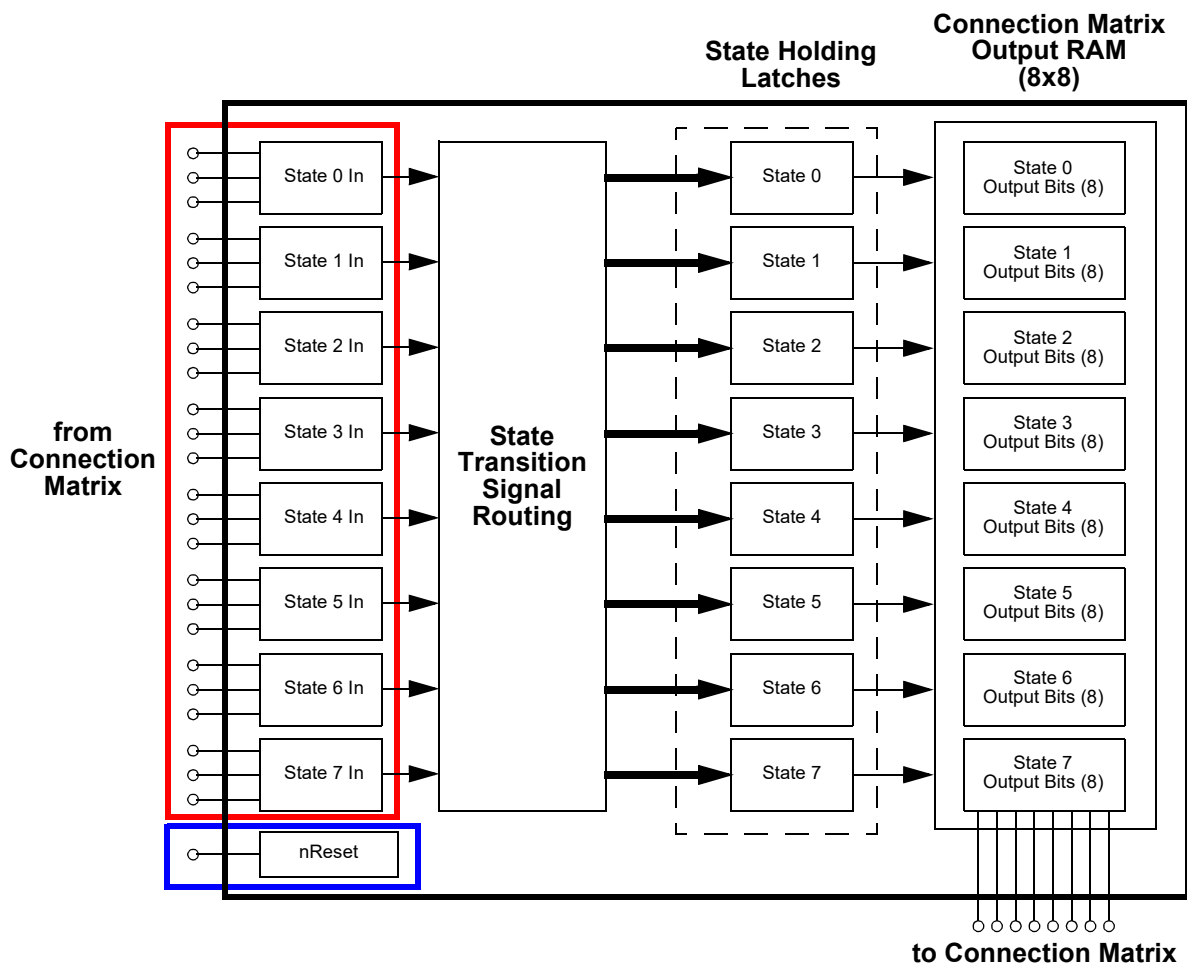 Connection Matrix
Output RAM
(8x8)
State Holding
Latches
from
Connection
Matrix
State 0 In
State 1 In
State 2 In
State 3 In
State 4 In
State 5 In
State 6 In
State 7 In
nReset
State
Transition
Signal
Routing
State 0
State 1
State 2
State 3
State 4
State 5
State 6
State 7
State 0
Output Bits (8)
State 1
Output Bits (8)
State 2
Output Bits (8)
State 3
Output Bits (8)
State 4
Output Bits (8)
State 5
Output Bits (8)
State 6
Output Bits (8)
State 7
Output Bits (8)
to Connection Matrix